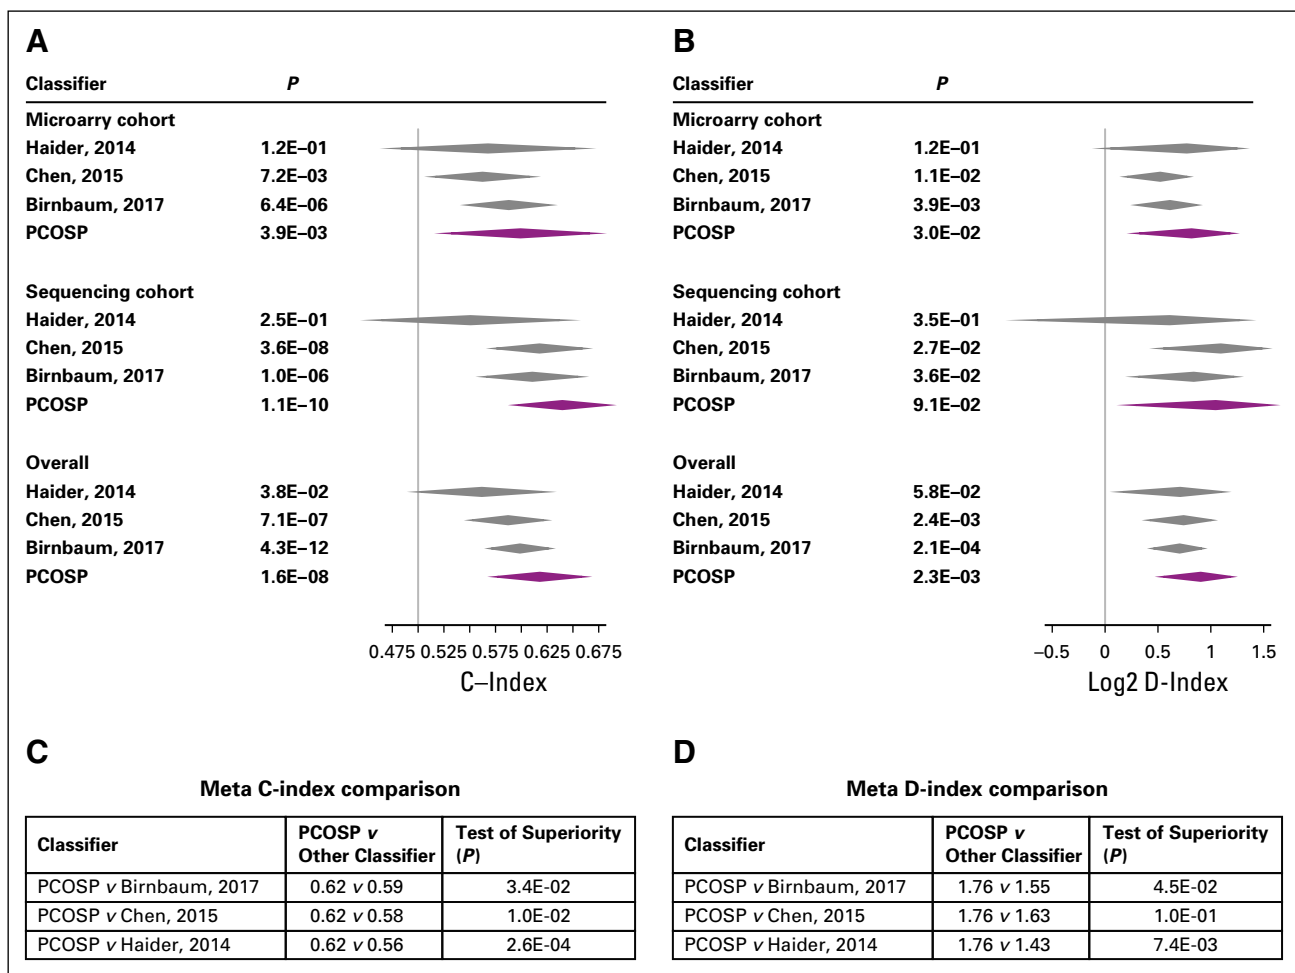 A
Classifier P
Microarry cohort
Haider, 2014 1.2E–01
Chen, 2015 7.2E–03
Birnbaum, 2017 6.4E–06
PCOSP 3.9E–03
Sequencing cohort
Haider, 2014 2.5E–01
Chen, 2015 3.6E–08
Birnbaum, 2017 1.0E–06
PCOSP 1.1E–10
Overall
Haider, 2014 3.8E–02
Chen, 2015 7.1E–07
Birnbaum, 2017 4.3E–12
PCOSP 1.6E–08
0.475 0.525 0.575 0.625 0.675
C–Index
B
Classifier P
Microarry cohort
Haider, 2014 1.2E–01
Chen, 2015 1.1E–02
Birnbaum, 2017 3.9E–03
PCOSP 3.0E–02
Sequencing cohort
Haider, 2014 3.5E–01
Chen, 2015 2.7E–02
Birnbaum, 2017 3.6E–02
PCOSP 9.1E–02
Overall
Haider, 2014 5.8E–02
Chen, 2015 2.4E–03
Birnbaum, 2017 2.1E–04
PCOSP 2.3E–03
–0.5 0 0.5 1 1.5
Log2 D-Index
C
Meta C-index comparison
Classifier PCOSP v Other Classifier Test of Superiority (P)
PCOSP v Birnbaum, 2017 0.62 v 0.59 3.4E-02
PCOSP v Chen, 2015 0.62 v 0.58 1.0E-02
PCOSP v Haider, 2014 0.62 v 0.56 2.6E-04
D
Meta D-index comparison
Classifier PCOSP v Other Classifier Test of Superiority (P)
PCOSP v Birnbaum, 2017 1.76 v 1.55 4.5E-02
PCOSP v Chen, 2015 1.76 v 1.63 1.0E-01
PCOSP v Haider, 2014 1.76 v 1.43 7.4E-03